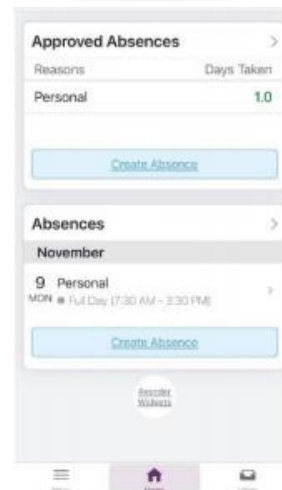 Approved Absences
Reasons Days Taken
Personal 1.0
Create Absence
Absences
November
9 Personal
MON Full Day (7:30 AM - 3:30 PM)
Create Absence
Reorder
Widgets
Home